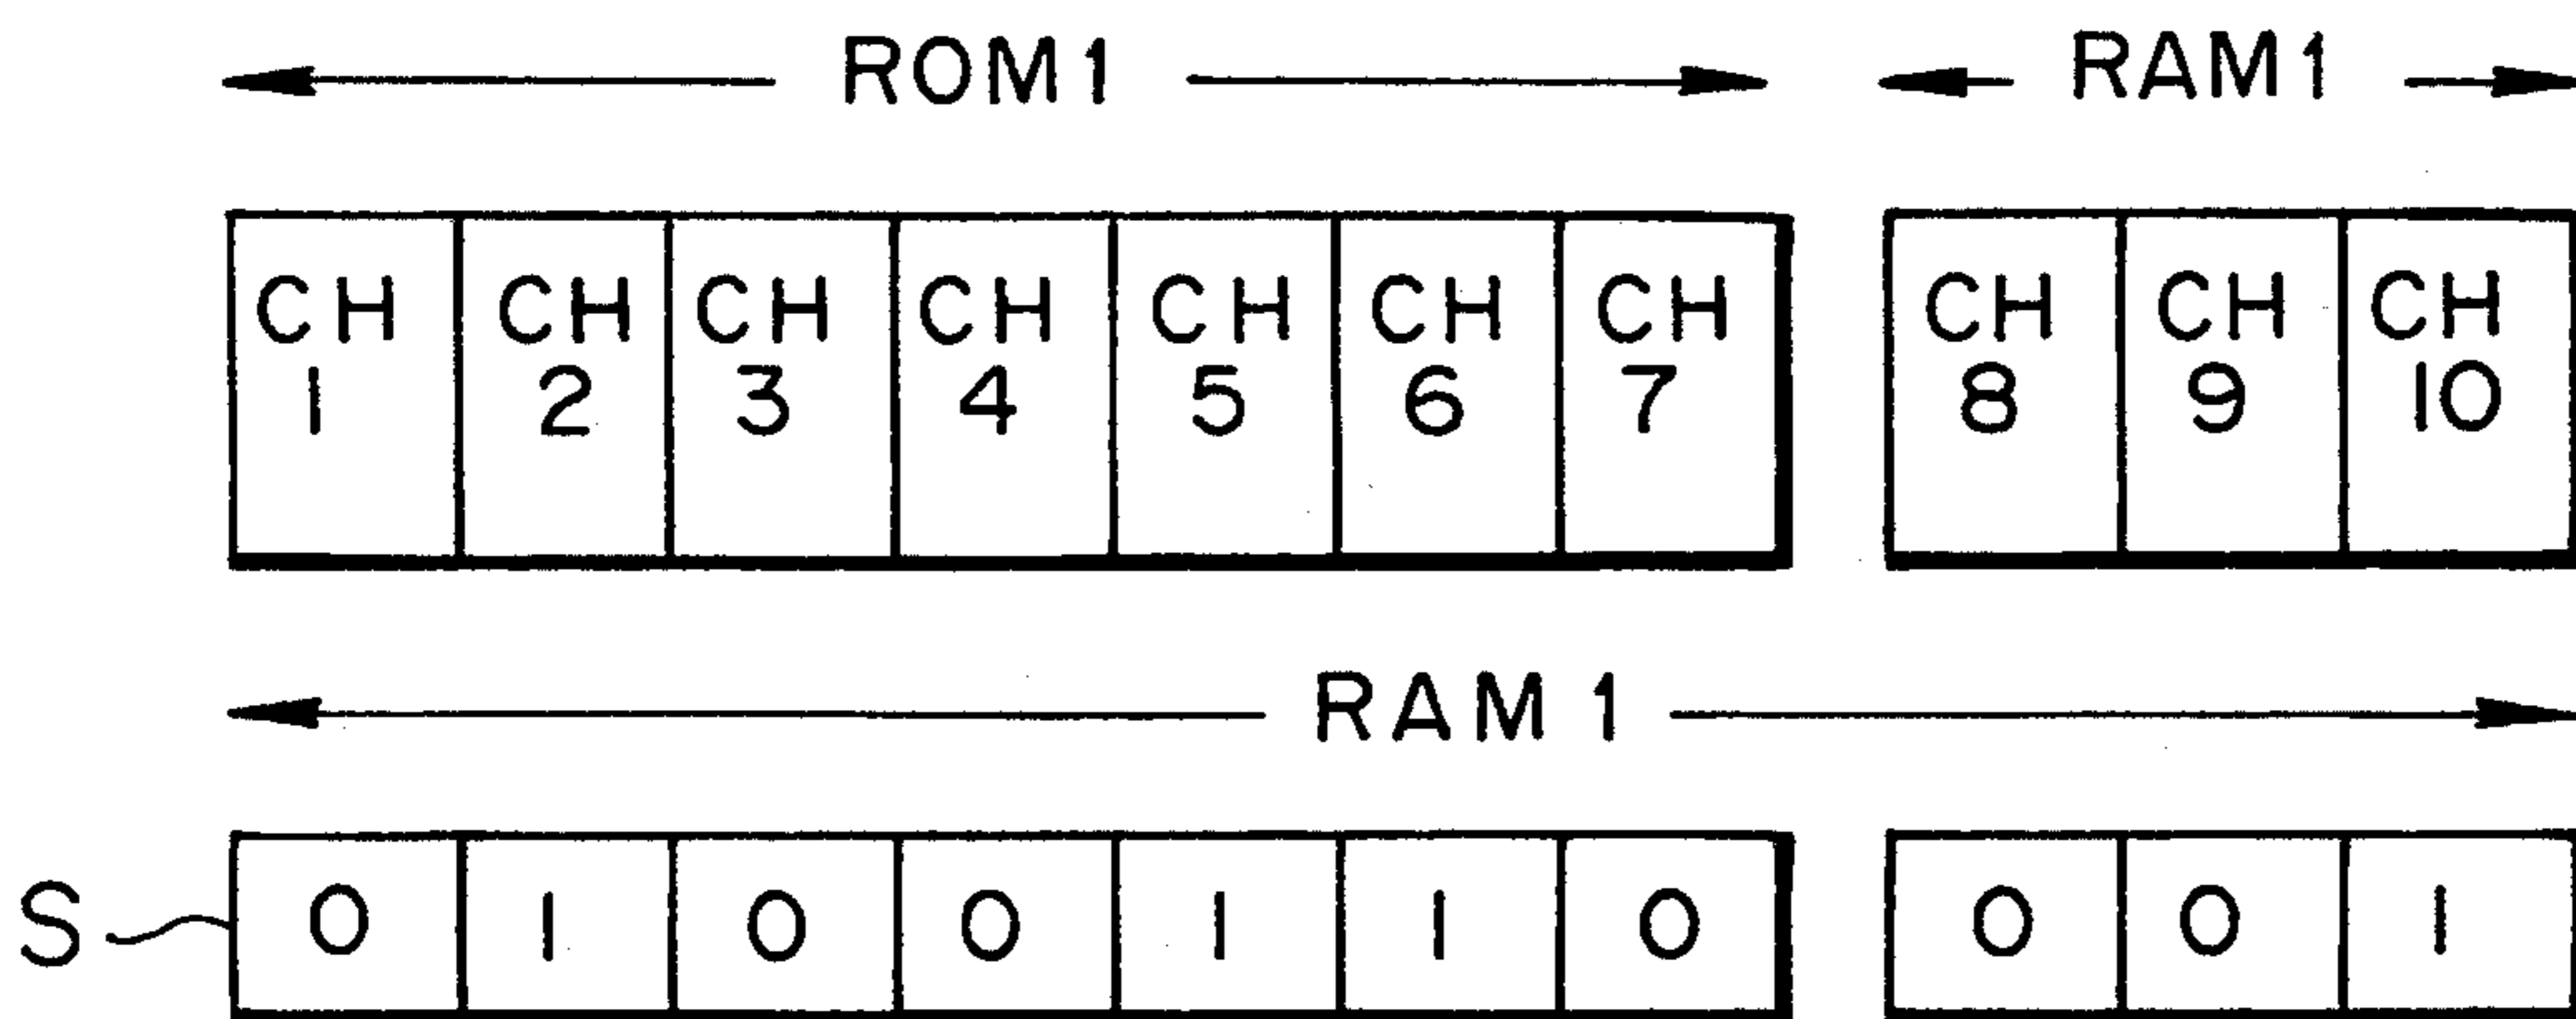 ROM1 RAM1
CH CH CH CH CH CH CH CH CH CH
1 2 3 4 5 6 7 8 9 10
RAM 1
S 0 1 0 0 1 1 0 0 0 1